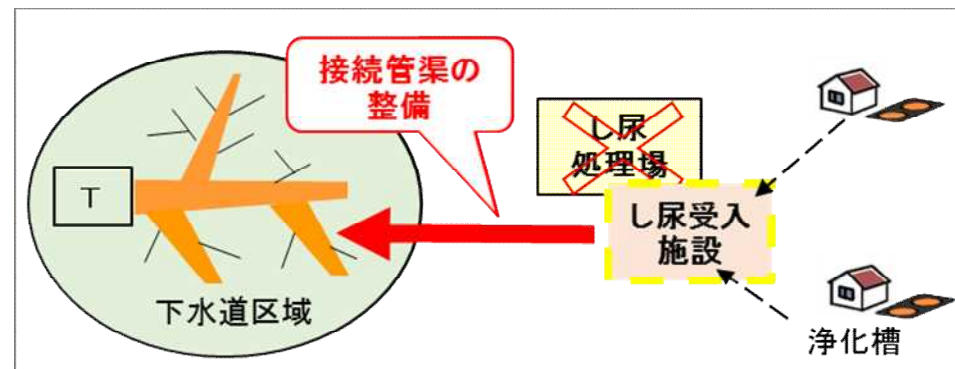 接続管渠の
整備
し尿
処理場
T
し尿受入
施設
下水道区域
浄化槽